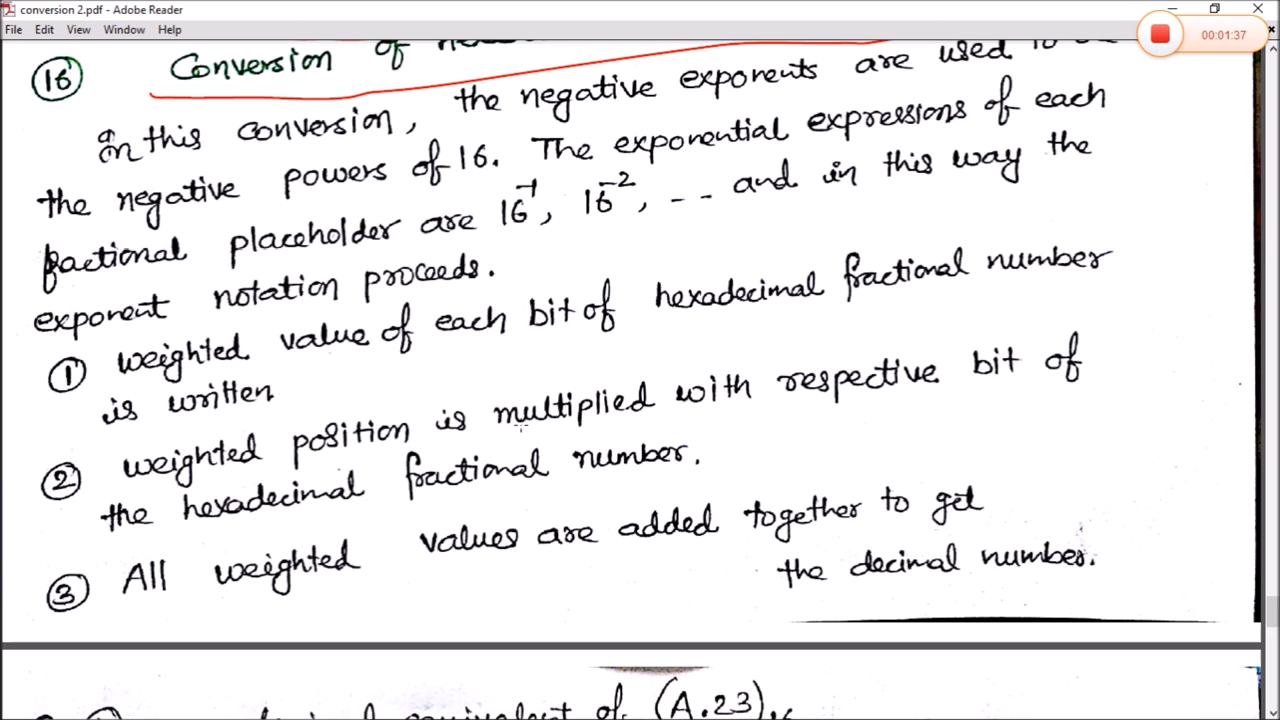 conversion 2.pdf - Adobe Reader
File Edit View Window Help
00:01:37
16 Conversion of
In this conversion, the negative exponents are used to be
the negative powers of 16. The exponential expressions of each
fractional placeholder are 16⁻¹, 16⁻², - - and in this way the
exponent notation proceeds.
1 weighted value of each bit of hexadecimal fractional number
is written
2 weighted position is multiplied with respective bit of
the hexadecimal fractional number.
3 All weighted values are added together to get
the decimal number.
equivalent of (A.23)